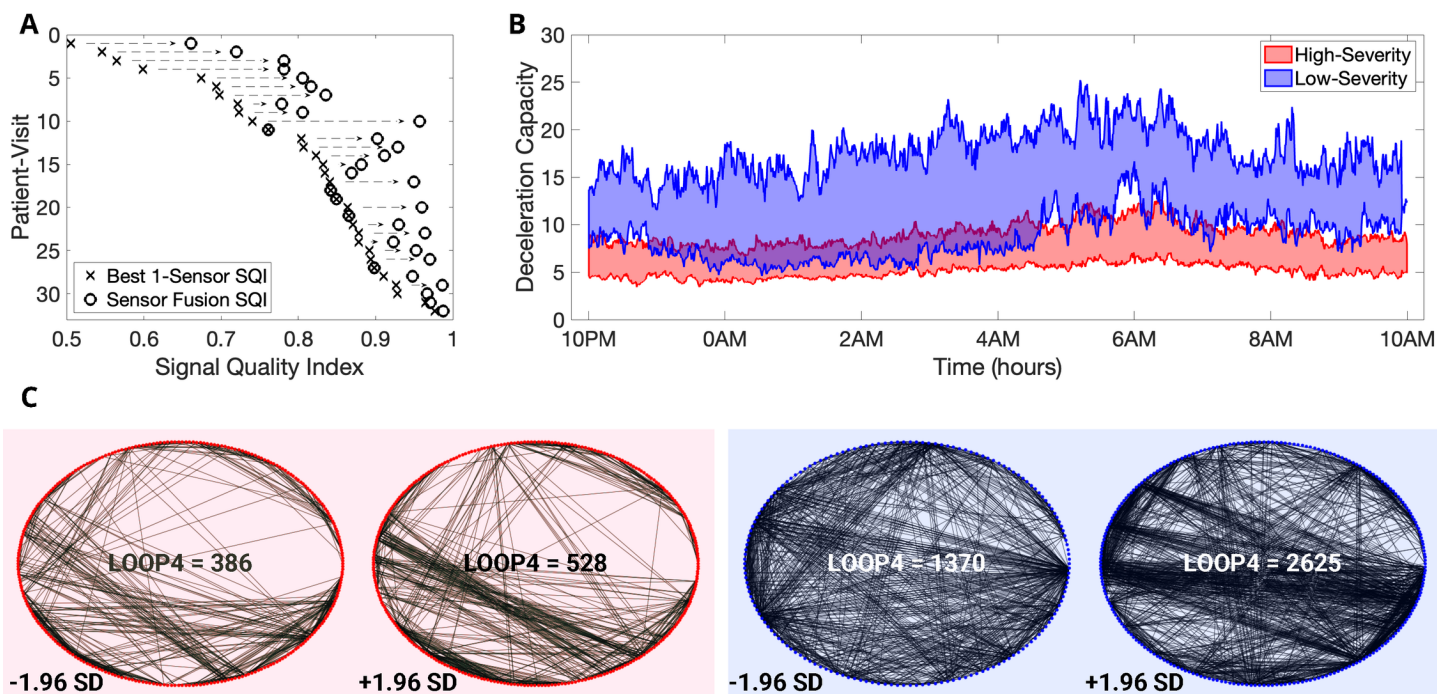 A
0
5
10
15
20
25
30
Patient-Visit
× Best 1-Sensor SQI
○ Sensor Fusion SQI
0.5 0.6 0.7 0.8 0.9 1
Signal Quality Index
B
30
25
20
15
10
5
0
Deceleration Capacity
High-Severity
Low-Severity
10PM 0AM 2AM 4AM 6AM 8AM 10AM
Time (hours)
C
LOOP4 = 386
-1.96 SD
LOOP4 = 528
+1.96 SD
LOOP4 = 1370
-1.96 SD
LOOP4 = 2625
+1.96 SD